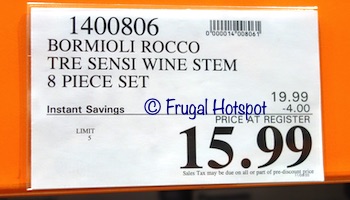 1400806
000014008061
BORMIOLI ROCCO
TRE SENSI WINE STEM
8 PIECE SET
© Frugal Hotspot
19.99
Instant Savings
-4.00
PRICE AT REGISTER
LIMIT
5
15.99
Sales Tax may be due on all or part of pre-discount price